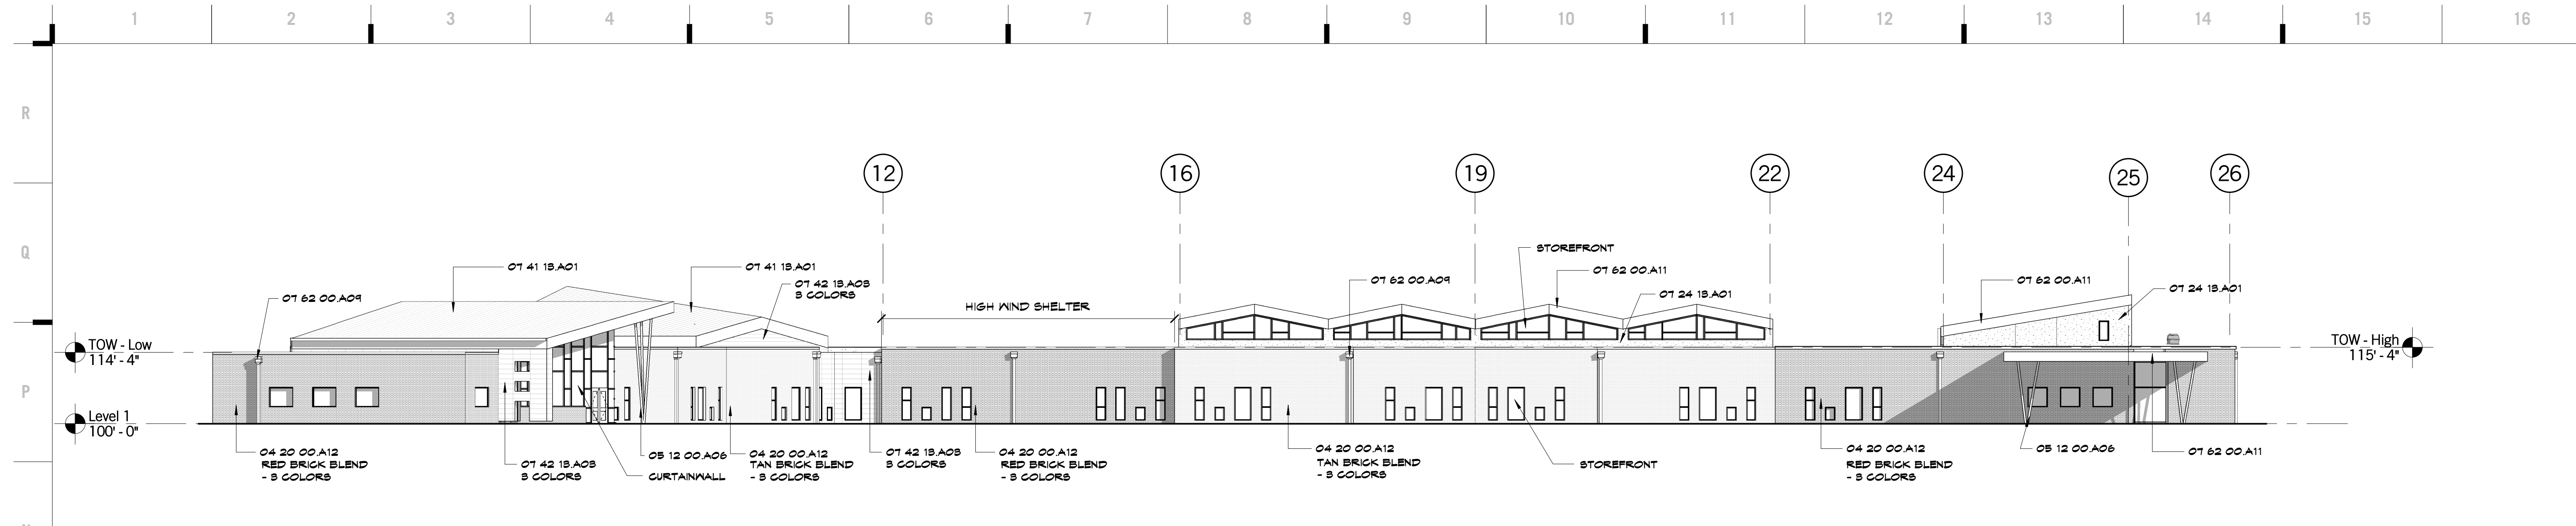 1 2 3 4 5 6 7 8 9 10 11 12 13 14 15 16
R
12 16 19 22 24 25 26
Q
STOREFRONT
07 41 13.A01
07 41 13.A01
07 62 00.A11
07 62 00.A09
07 62 00.A11
07 42 13.A03
3 COLORS
07 24 13.A01
07 24 13.A01
07 62 00.A09
HIGH WIND SHELTER
TOW - Low
114' - 4"
TOW - High
115' - 4"
P
Level 1
100' - 0"
04 20 00.A12
RED BRICK BLEND
- 3 COLORS
07 42 13.A03
3 COLORS
CURTAINWALL
05 12 00.A06
04 20 00.A12
TAN BRICK BLEND
- 3 COLORS
07 42 13.A03
3 COLORS
04 20 00.A12
RED BRICK BLEND
- 3 COLORS
04 20 00.A12
TAN BRICK BLEND
- 3 COLORS
STOREFRONT
04 20 00.A12
RED BRICK BLEND
- 3 COLORS
05 12 00.A06
07 62 00.A11